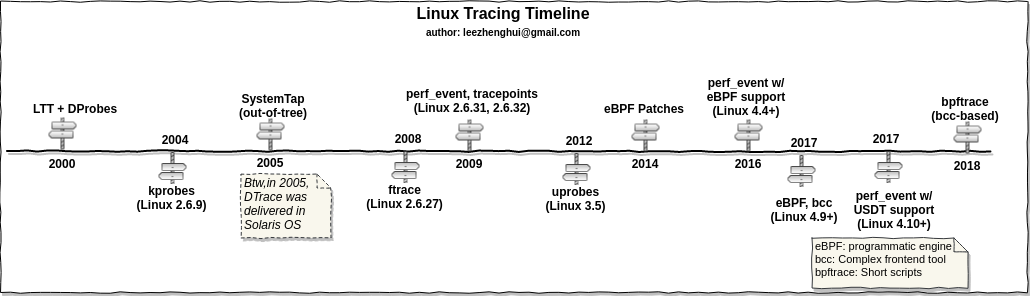 Linux Tracing Timeline
author: leezhenghui@gmail.com
LTT + DProbes
2000
2004
kprobes
(Linux 2.6.9)
SystemTap
(out-of-tree)
2005
Btw,in 2005,
DTrace was
delivered in
Solaris OS
2008
ftrace
(Linux 2.6.27)
perf_event, tracepoints
(Linux 2.6.31, 2.6.32)
2009
2012
uprobes
(Linux 3.5)
eBPF Patches
2014
perf_event w/
eBPF support
(Linux 4.4+)
2016
2017
eBPF, bcc
(Linux 4.9+)
2017
perf_event w/
USDT support
(Linux 4.10+)
bpftrace
(bcc-based)
2018
eBPF: programmatic engine
bcc: Complex frontend tool
bpftrace: Short scripts